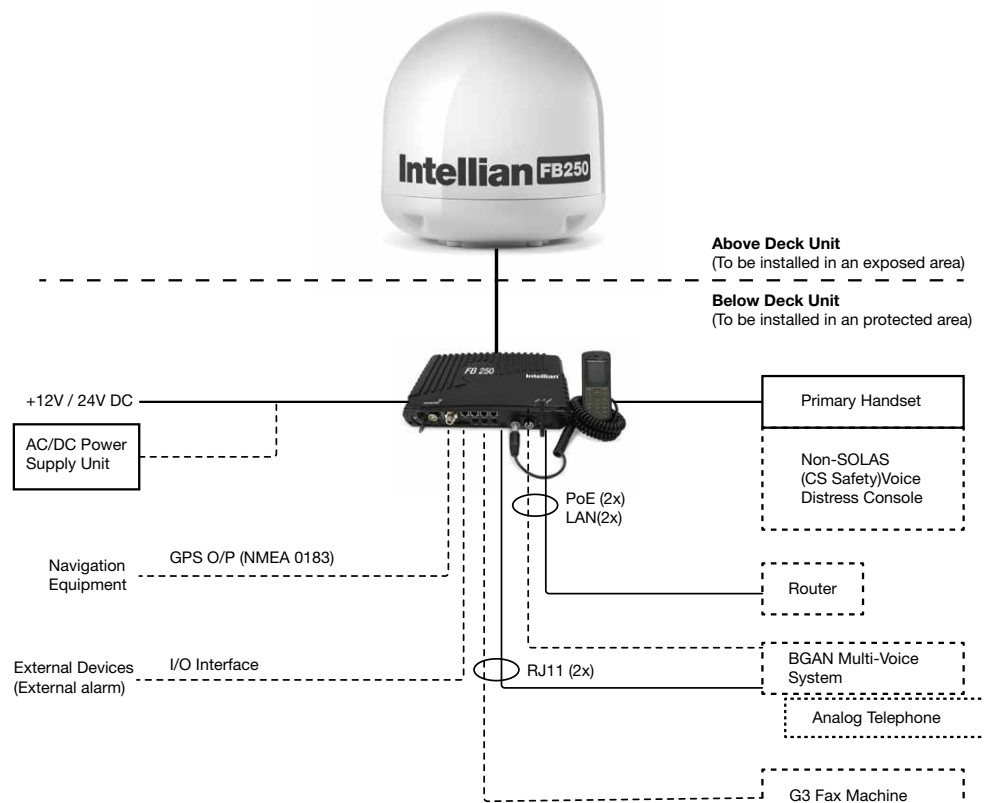 Intellian FB250
Above Deck Unit
(To be installed in an exposed area)
Below Deck Unit
(To be installed in an protected area)
FB 250
Intellian
+12V / 24V DC
Primary Handset
AC/DC Power
Supply Unit
Non-SOLAS
(CS Safety)Voice
Distress Console
PoE (2x)
LAN(2x)
GPS O/P (NMEA 0183)
Navigation
Equipment
Router
External Devices
(External alarm)
I/O Interface
RJ11 (2x)
BGAN Multi-Voice
System
Analog Telephone
G3 Fax Machine